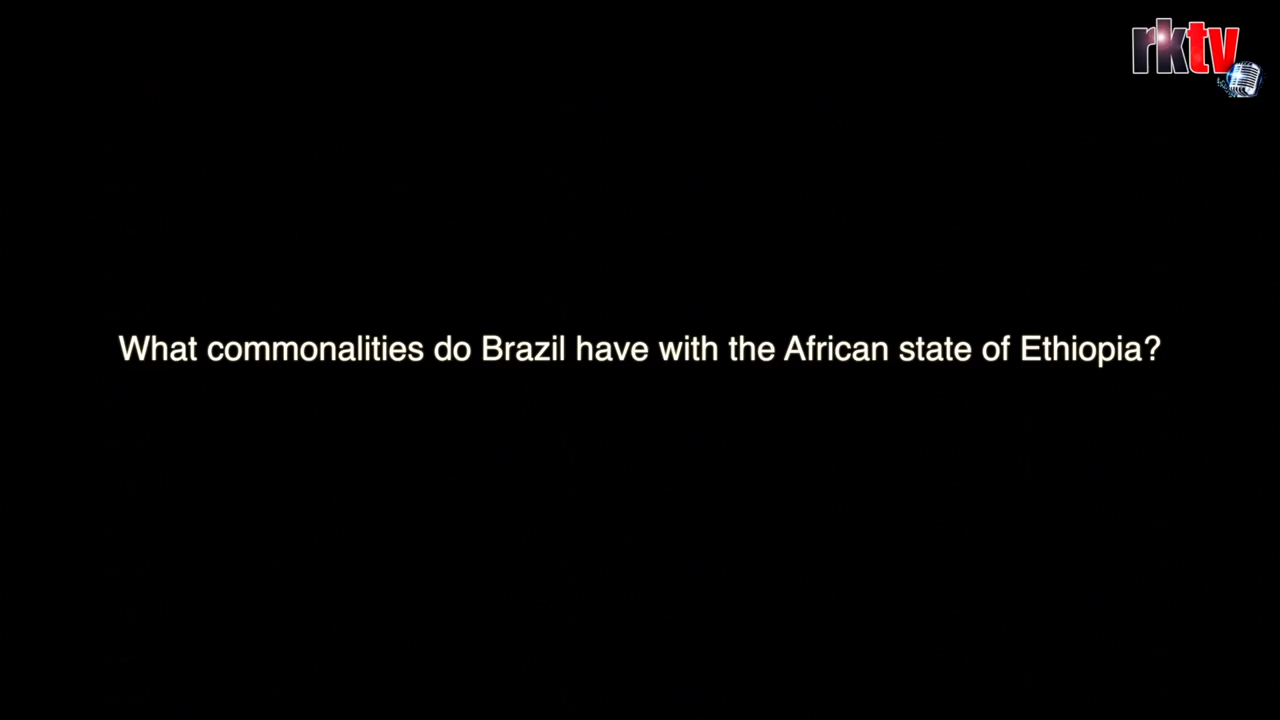 rktv
What commonalities do Brazil have with the African state of Ethiopia?